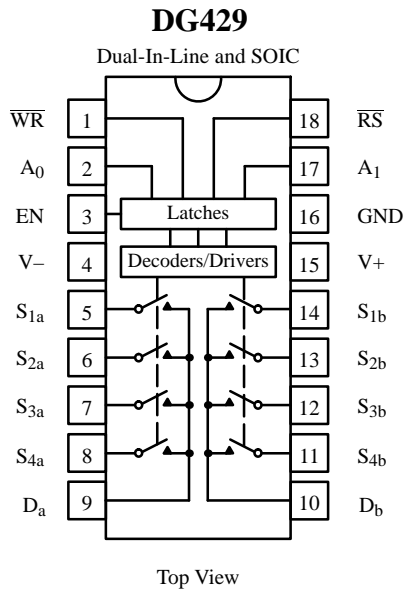 DG429
Dual-In-Line and SOIC
WR 1 18 RS
A0 2 17 A1
EN 3 Latches 16 GND
V– 4 Decoders/Drivers 15 V+
S1a 5 14 S1b
S2a 6 13 S2b
S3a 7 12 S3b
S4a 8 11 S4b
Da 9 10 Db
Top View